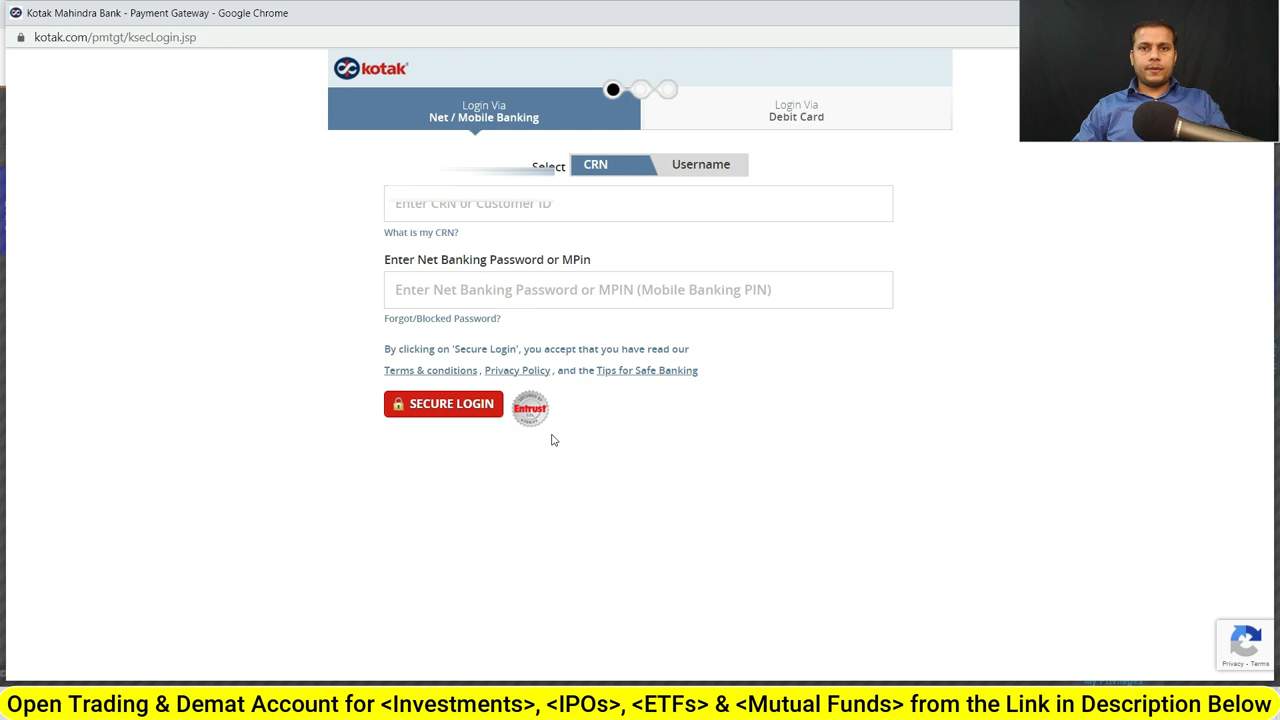 Kotak Mahindra Bank - Payment Gateway - Google Chrome
kotak.com/pmtgt/ksecLogin.jsp
kotak
Login Via
Net / Mobile Banking
Login Via
Debit Card
Select CRN Username
Enter CRN or Customer ID
What is my CRN?
Enter Net Banking Password or MPin
Enter Net Banking Password or MPIN (Mobile Banking PIN)
Forgot/Blocked Password?
By clicking on 'Secure Login', you accept that you have read our
Terms & conditions , Privacy Policy , and the Tips for Safe Banking
SECURE LOGIN
Entrust
Privacy - Terms
Open Trading & Demat Account for <Investments>, <IPOs>, <ETFs> & <Mutual Funds> from the Link in Description Below